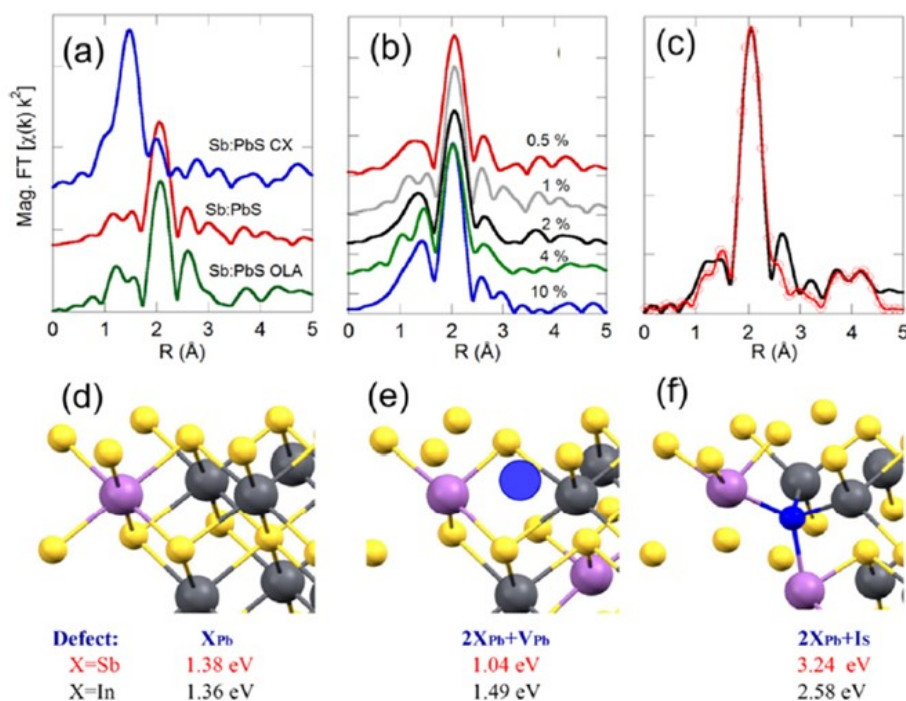 (a)
(b)
(c)
Mag. FT [χ(k) k²]
Sb:PbS CX
Sb:PbS
Sb:PbS OLA
0.5 %
1 %
2 %
4 %
10 %
0 1 2 3 4 5
R (Å)
0 1 2 3 4 5
R (Å)
0 1 2 3 4 5
R (Å)
(d)
(e)
(f)
Defect: XPb 2XPb+VPb 2XPb+IS
X=Sb 1.38 eV 1.04 eV 3.24 eV
X=In 1.36 eV 1.49 eV 2.58 eV